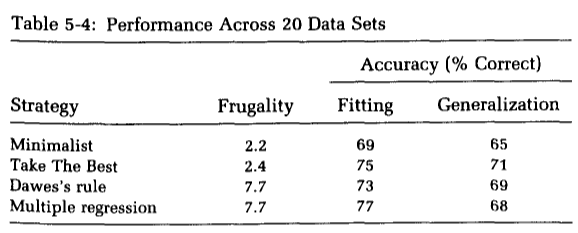 Table 5-4: Performance Across 20 Data Sets
Accuracy (% Correct)
Strategy Frugality Fitting Generalization
Minimalist 2.2 69 65
Take The Best 2.4 75 71
Dawes's rule 7.7 73 69
Multiple regression 7.7 77 68